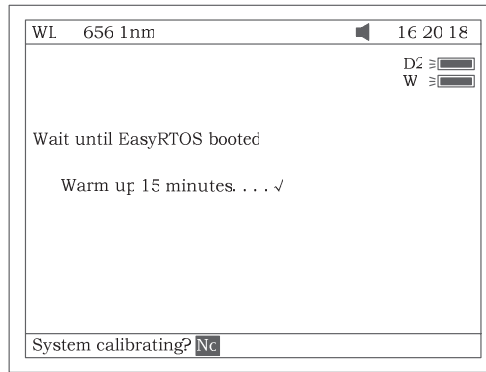 WL 656.1nm 16:20:18
D2
W
Wait until EasyRTOS booted
Warm up 15 minutes. . . . √
System calibrating? No